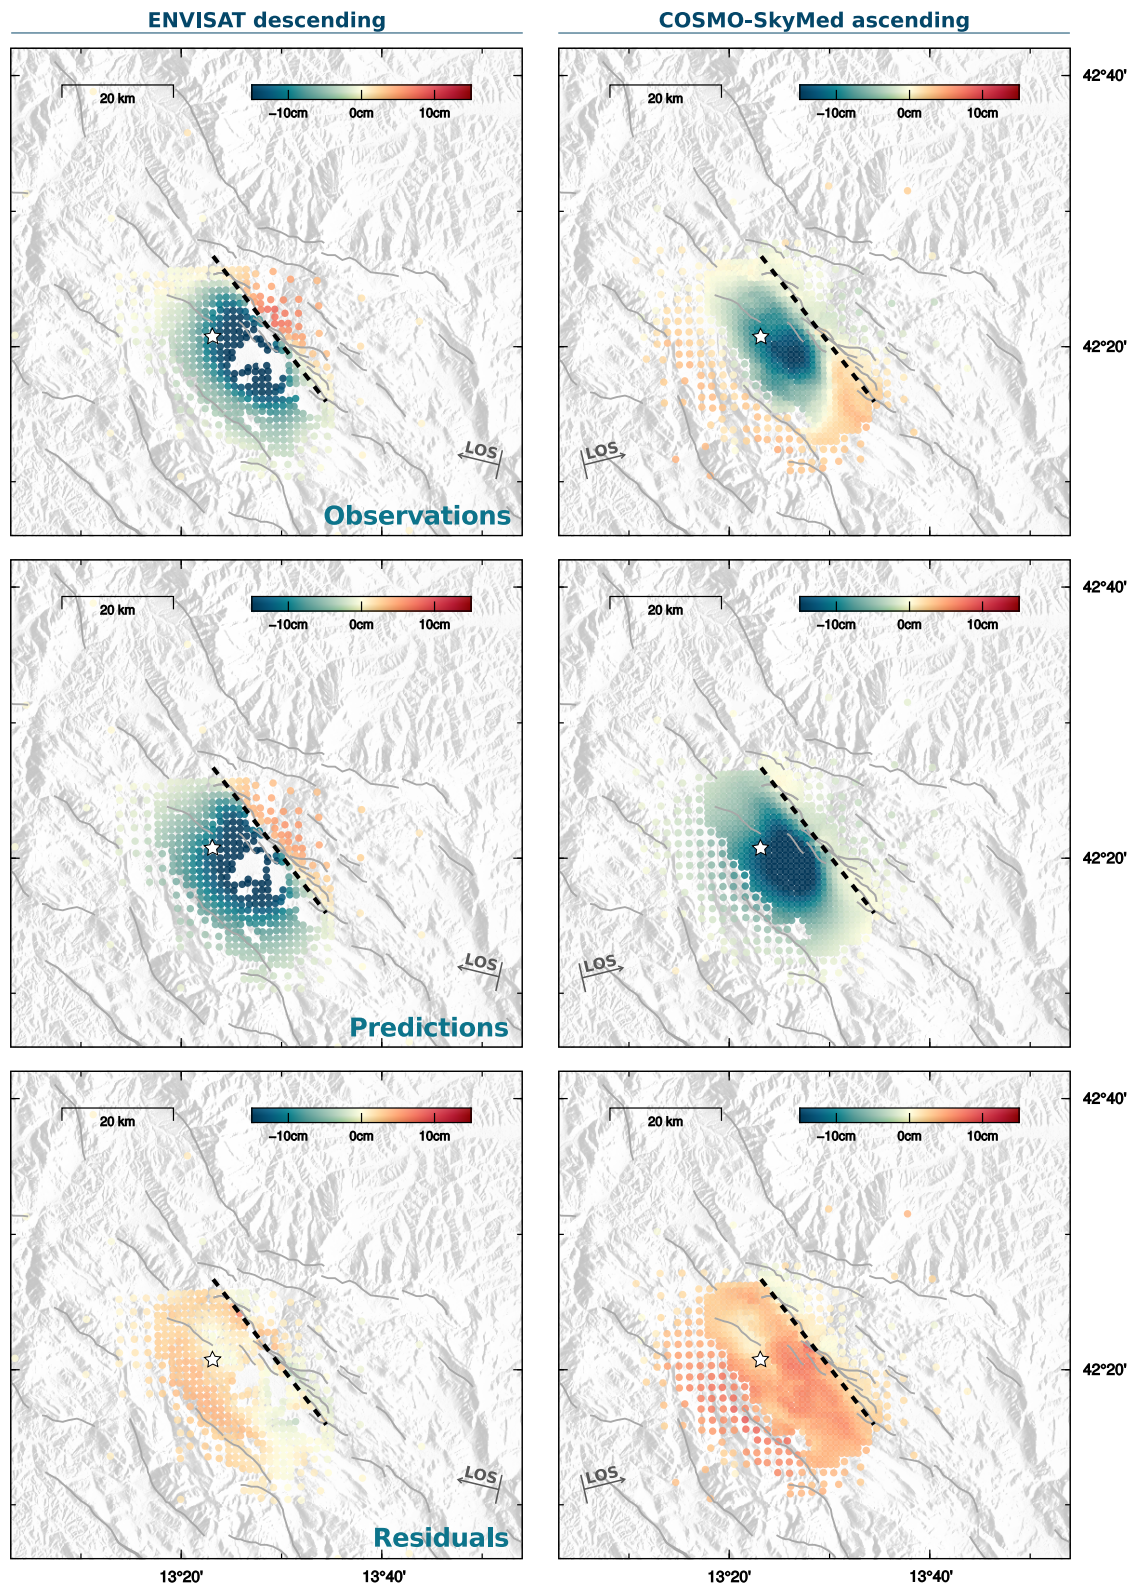 ENVISAT descending
COSMO-SkyMed ascending
20 km
−10cm 0cm 10cm
20 km
−10cm 0cm 10cm
42°40'
42°20'
LOS
LOS
Observations
20 km
−10cm 0cm 10cm
20 km
−10cm 0cm 10cm
42°40'
42°20'
LOS
LOS
Predictions
20 km
−10cm 0cm 10cm
20 km
−10cm 0cm 10cm
42°40'
42°20'
LOS
LOS
Residuals
13°20' 13°40'
13°20' 13°40'